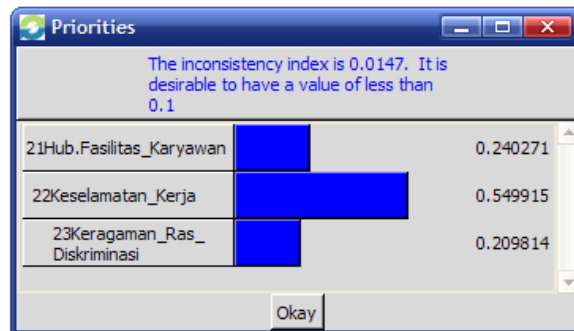 Priorities
The inconsistency index is 0.0147. It is
desirable to have a value of less than
0.1
21Hub.Fasilitas_Karyawan 0.240271
22Keselamatan_Kerja 0.549915
23Keragaman_Ras_
Diskriminasi 0.209814
Okay